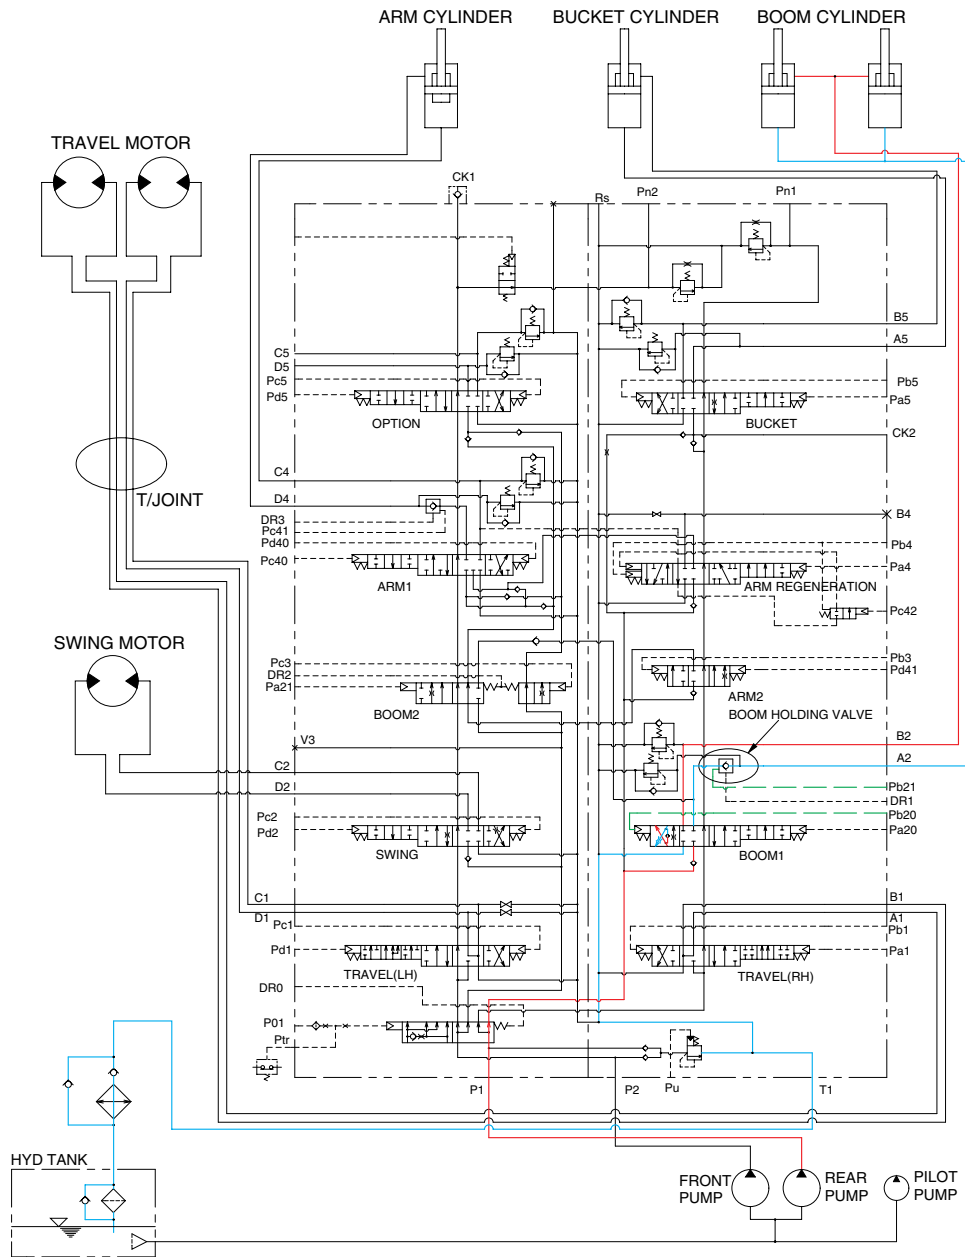 ARM CYLINDER
BUCKET CYLINDER
BOOM CYLINDER
TRAVEL MOTOR
CK1
Rs
Pn2
Pn1
C5
D5
Pc5
Pd5
OPTION
B5
A5
Pb5
Pa5
BUCKET
CK2
T/JOINT
C4
D4
DR3
Pc41
Pd40
Pc40
ARM1
B4
Pb4
Pa4
ARM REGENERATION
Pc42
SWING MOTOR
Pc3
DR2
Pa21
BOOM2
Pb3
Pd41
ARM2
BOOM HOLDING VALVE
V3
C2
D2
B2
A2
Pb21
DR1
Pb20
Pa20
Pc2
Pd2
SWING
BOOM1
C1
D1
Pc1
Pd1
TRAVEL(LH)
B1
A1
Pb1
Pa1
TRAVEL(RH)
DR0
P01
Ptr
P1
P2
Pu
T1
HYD TANK
FRONT
PUMP
REAR
PUMP
PILOT
PUMP